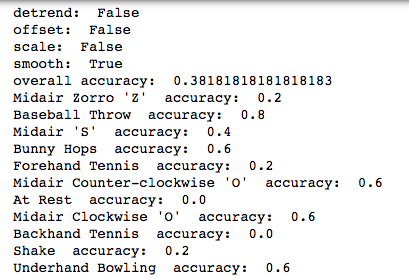 detrend:  False
offset:  False
scale:  False
smooth:  True
overall accuracy:  0.38181818181818183
Midair Zorro 'Z'  accuracy:  0.2
Baseball Throw  accuracy:  0.8
Midair 'S'  accuracy:  0.4
Bunny Hops  accuracy:  0.6
Forehand Tennis  accuracy:  0.2
Midair Counter-clockwise 'O'  accuracy:  0.6
At Rest  accuracy:  0.0
Midair Clockwise 'O'  accuracy:  0.6
Backhand Tennis  accuracy:  0.0
Shake  accuracy:  0.2
Underhand Bowling  accuracy:  0.6